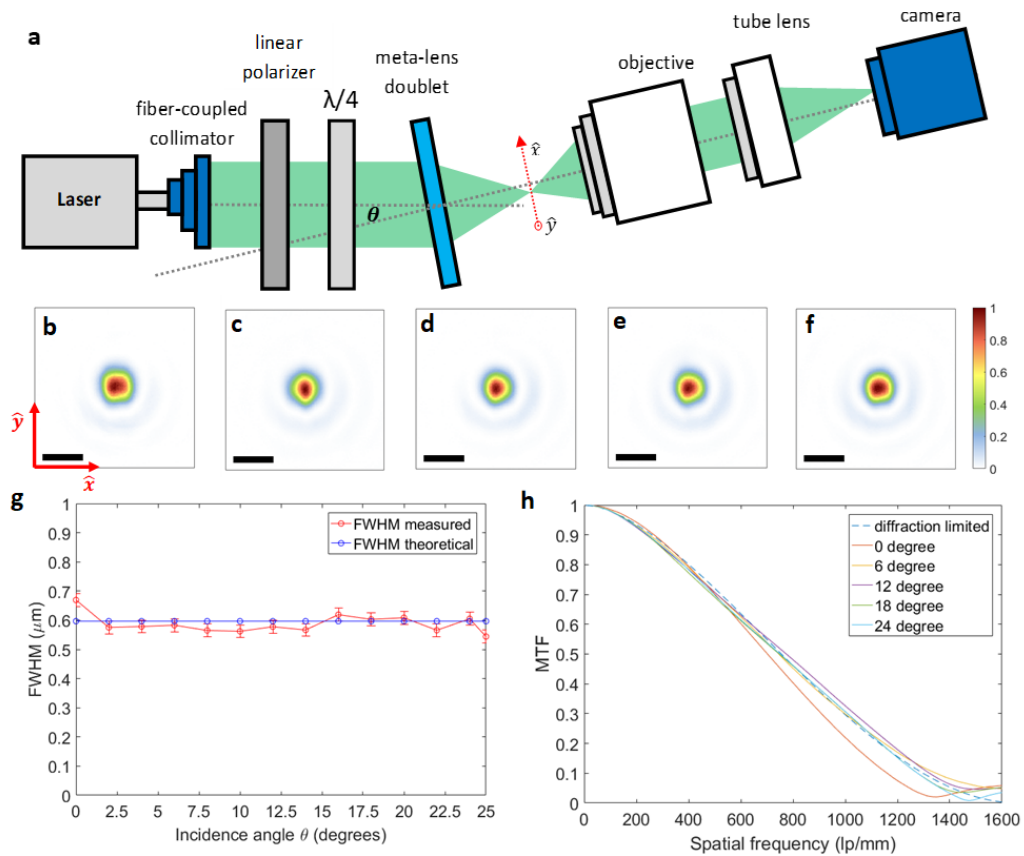 a
linear
polarizer
fiber-coupled
collimator
λ/4
meta-lens
doublet
objective
tube lens
camera
Laser
θ
x̂
ŷ
b
c
d
e
f
ŷ
x̂
1
0.8
0.6
0.4
0.2
0
g
FWHM measured
FWHM theoretical
FWHM (μm)
1
0.9
0.8
0.7
0.6
0.5
0.4
0.3
0.2
0.1
0
0 2.5 5 7.5 10 12.5 15 17.5 20 22.5 25
Incidence angle θ (degrees)
h
diffraction limited
0 degree
6 degree
12 degree
18 degree
24 degree
MTF
1
0.9
0.8
0.7
0.6
0.5
0.4
0.3
0.2
0.1
0
0 200 400 600 800 1000 1200 1400 1600
Spatial frequency (lp/mm)